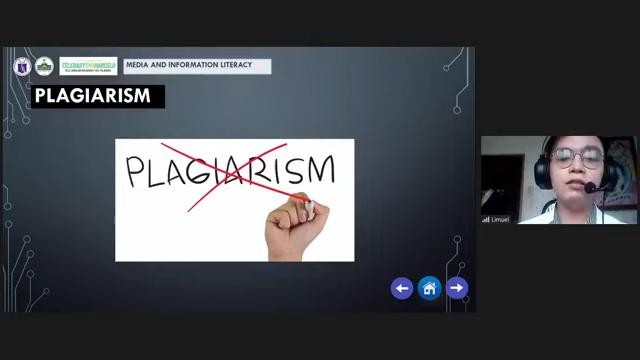 MEDIA AND INFORMATION LITERACY
PLAGIARISM
PLAGIARISM
Limuel